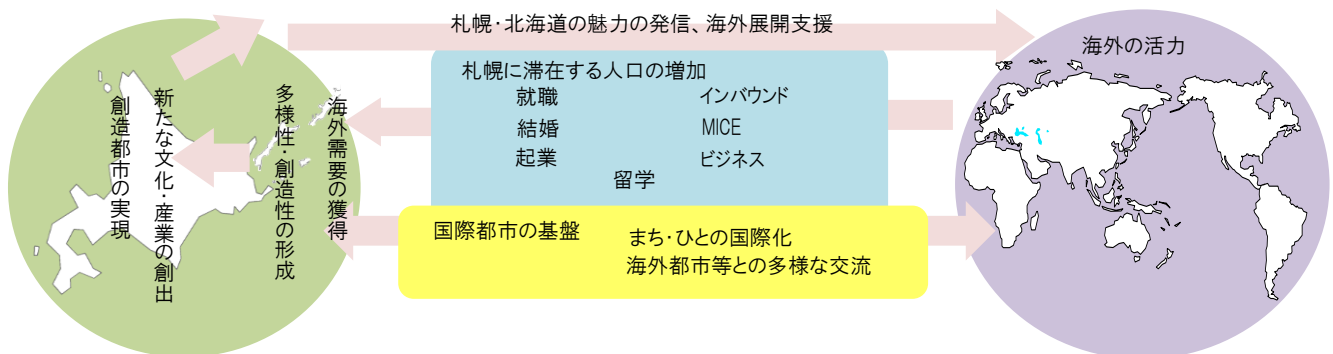 札幌・北海道の魅力の発信、海外展開支援
海外の活力
札幌に滞在する人口の増加
就職
インバウンド
結婚
MICE
起業
ビジネス
留学
海外需要の獲得
多様性・創造性の形成
新たな文化・産業の創出
創造都市の実現
国際都市の基盤
まち・ひとの国際化
海外都市等との多様な交流